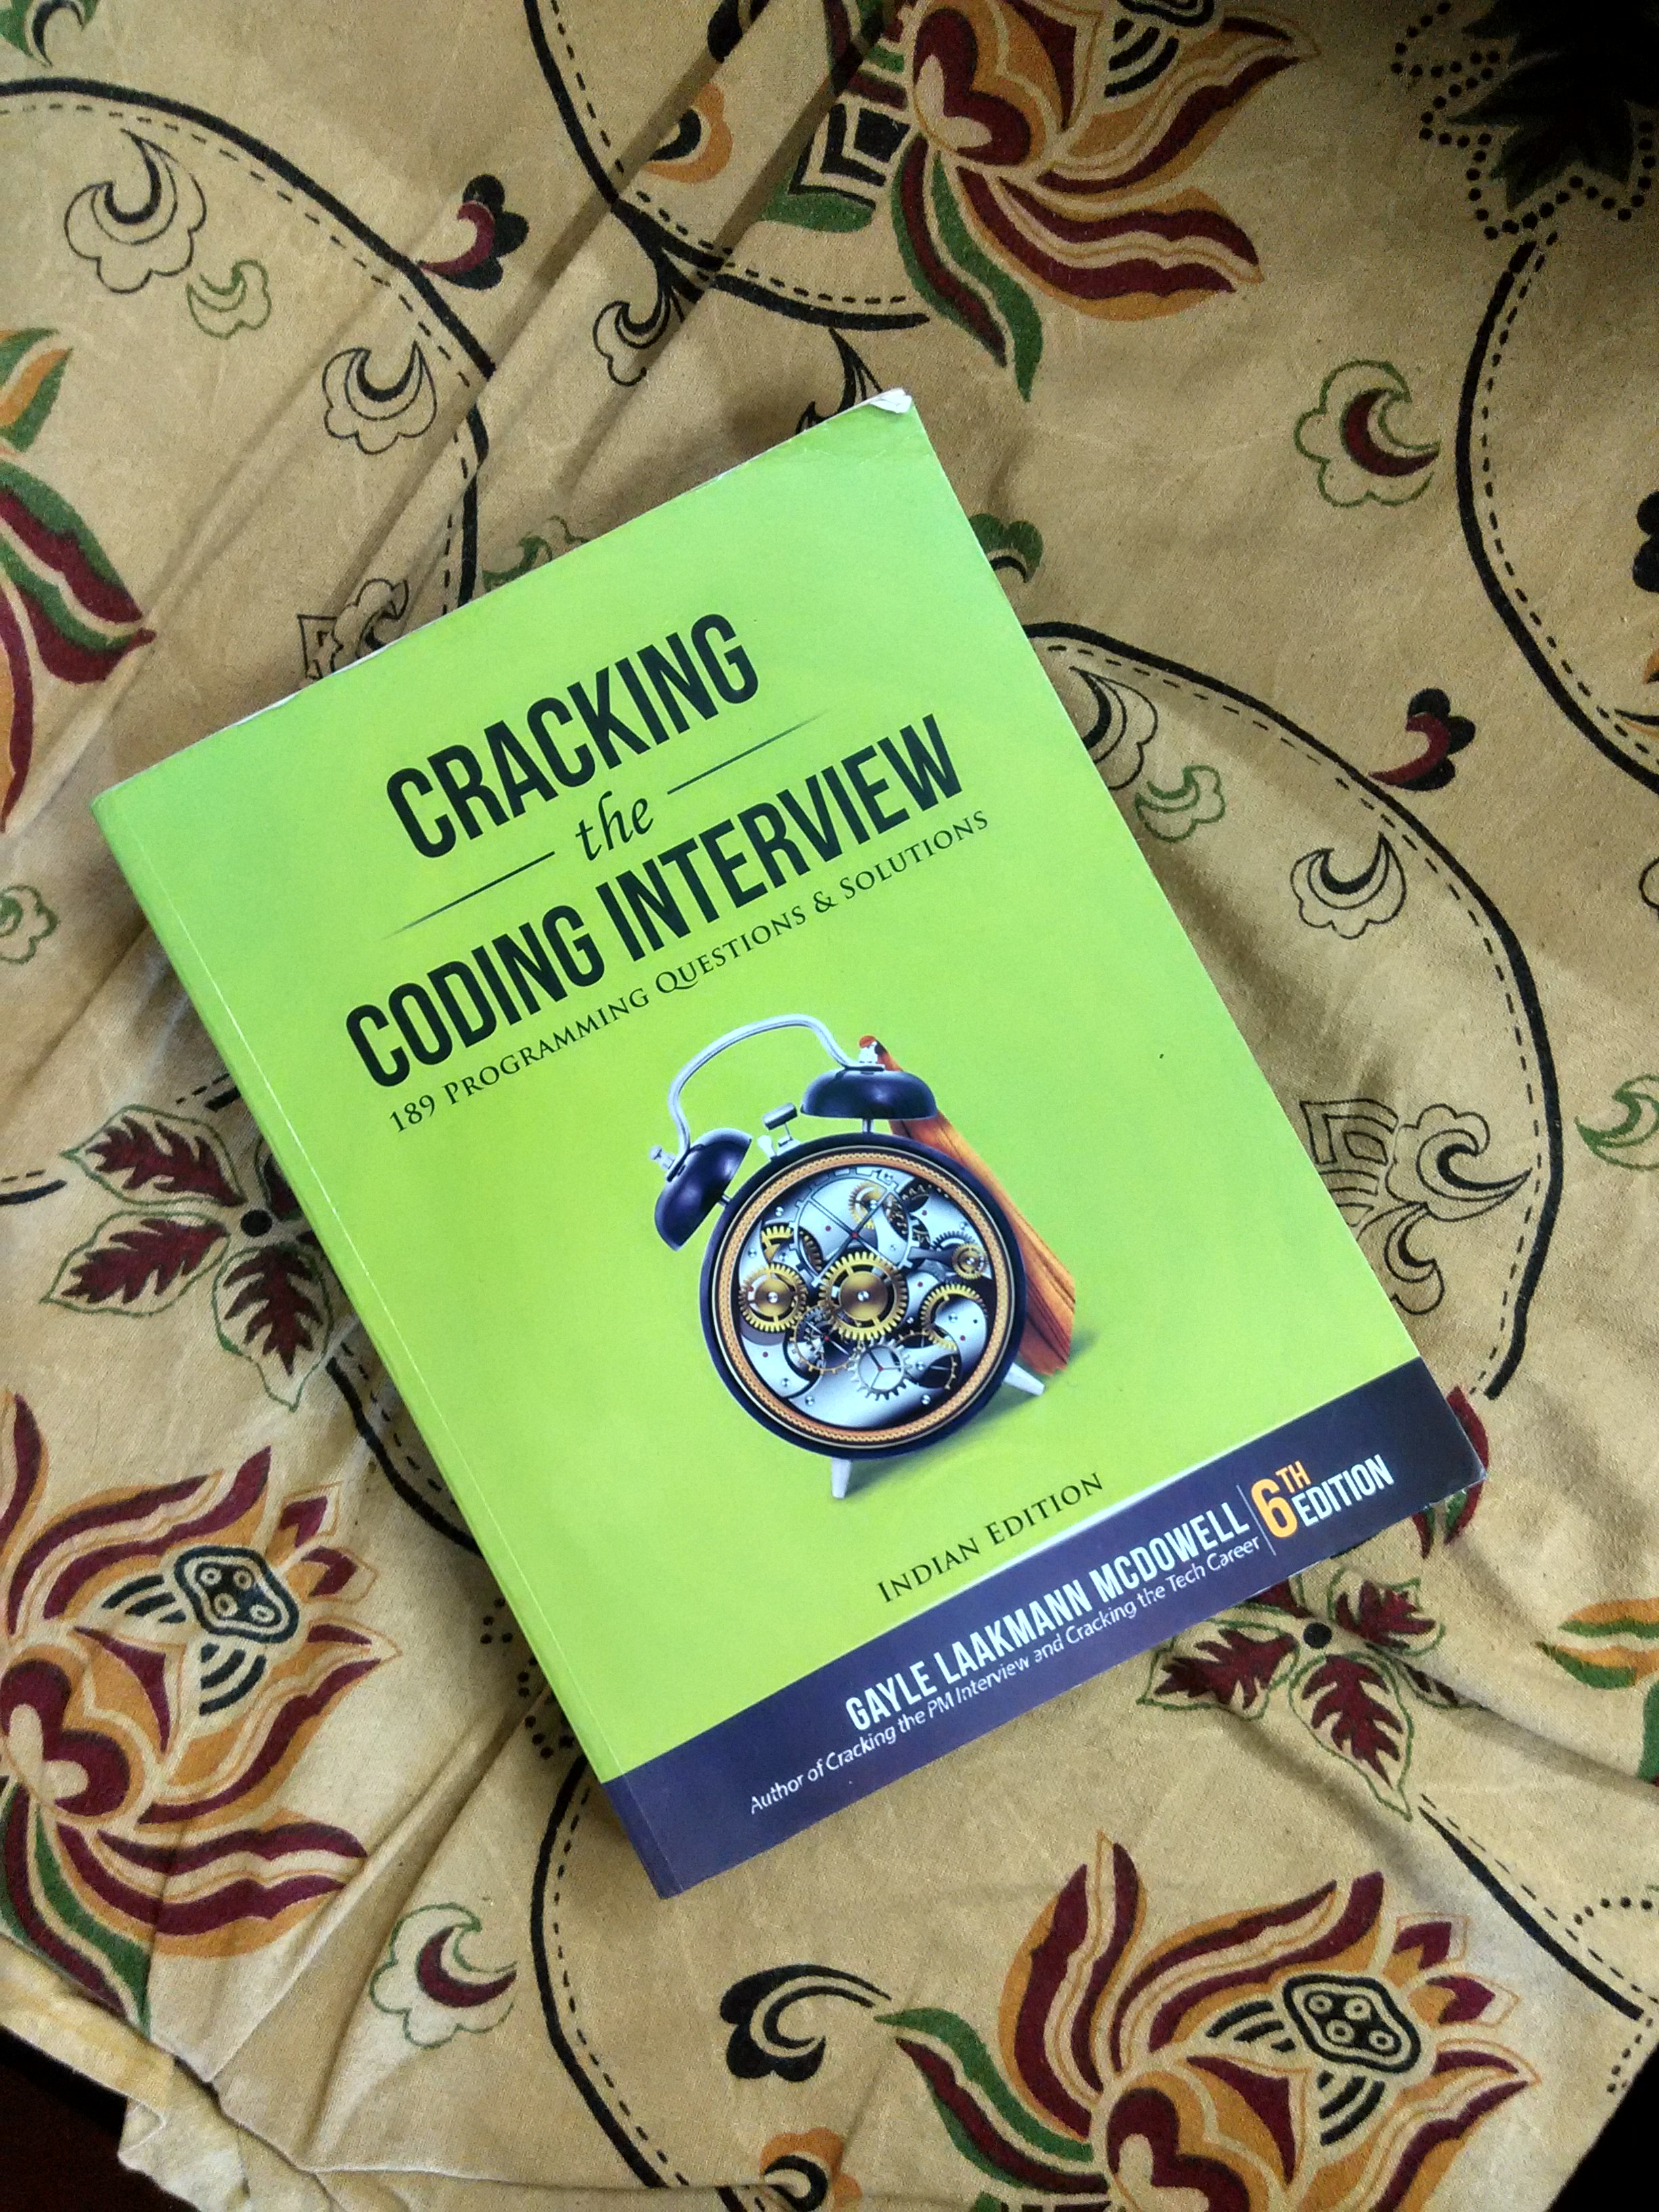 CRACKING
the
CODING INTERVIEW
189 PROGRAMMING QUESTIONS & SOLUTIONS
INDIAN EDITION
GAYLE LAAKMANN MCDOWELL
Author of Cracking the PM Interview and Cracking the Tech Career
6TH
EDITION